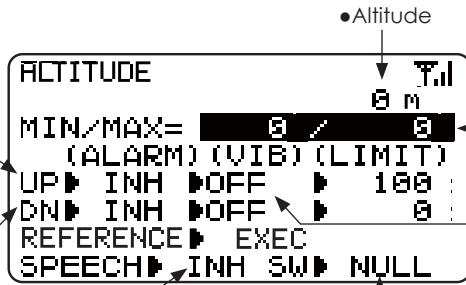 ●Altitude
ALTITUDE
0 m
MIN/MAX= 0 / 0
(ALARM) (VIB) (LIMIT)
UP▶ INH ▶OFF ▶ 100 :
DN▶ INH ▶OFF ▶ 0 :
REFERENCE▶ EXEC
SPEECH▶ INH SW▶ NULL